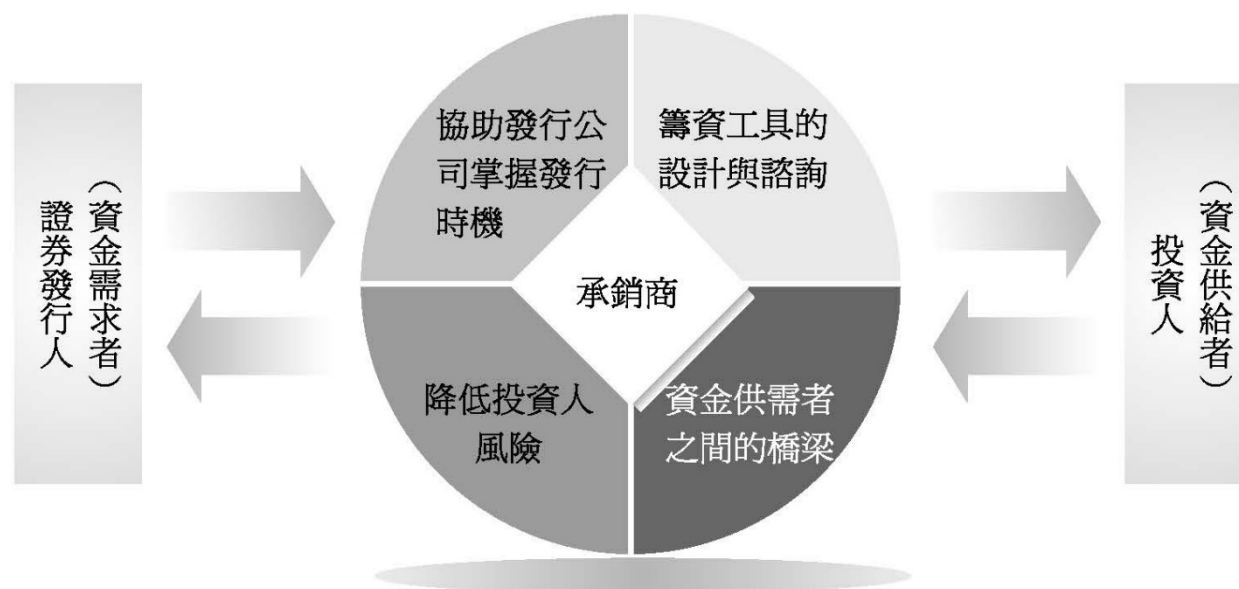 （資金需求者）
證券發行人
協助發行公
司掌握發行
時機
籌資工具的
設計與諮詢
承銷商
降低投資人
風險
資金供需者
之間的橋梁
（資金供給者）
投資人